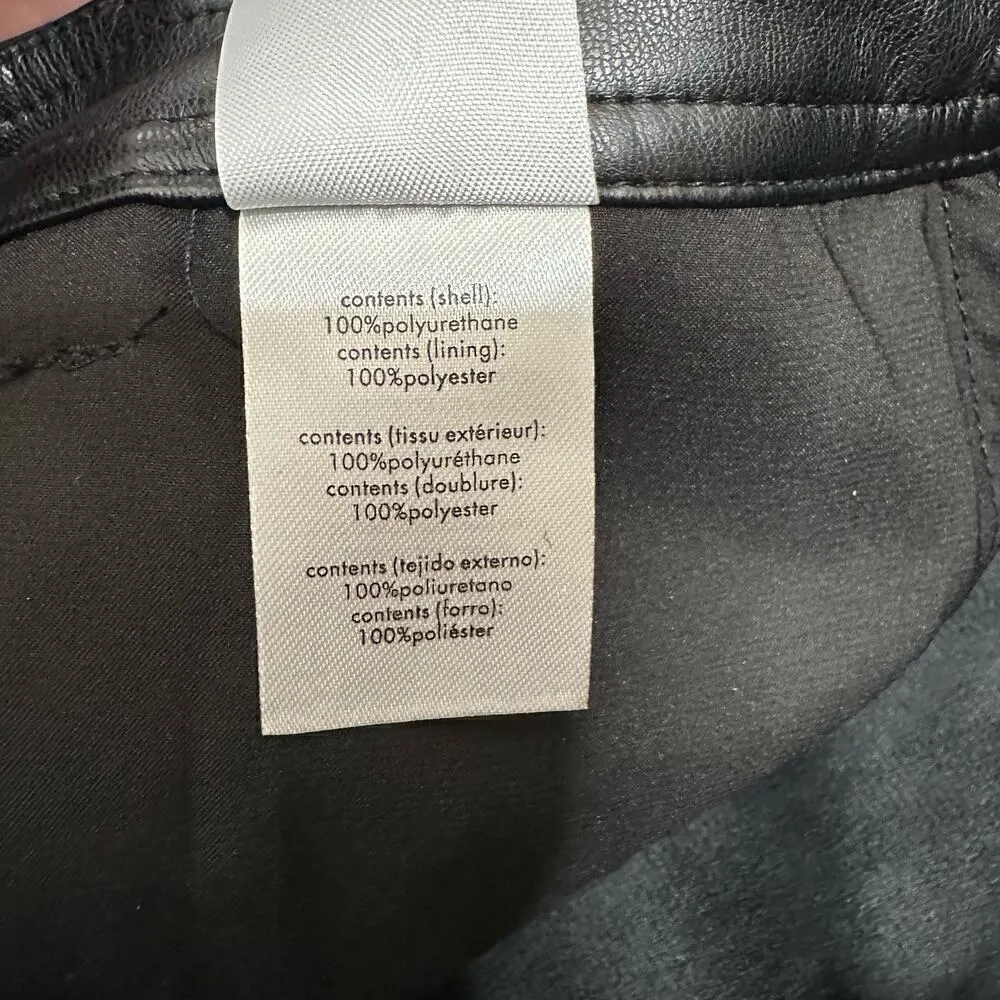 contents (shell):
100%polyurethane
contents (lining):
100%polyester
contents (tissu extérieur):
100%polyuréthane
contents (doublure):
100%polyester
contents (tejido externo):
100%poliuretano
contents (forro):
100%poliéster